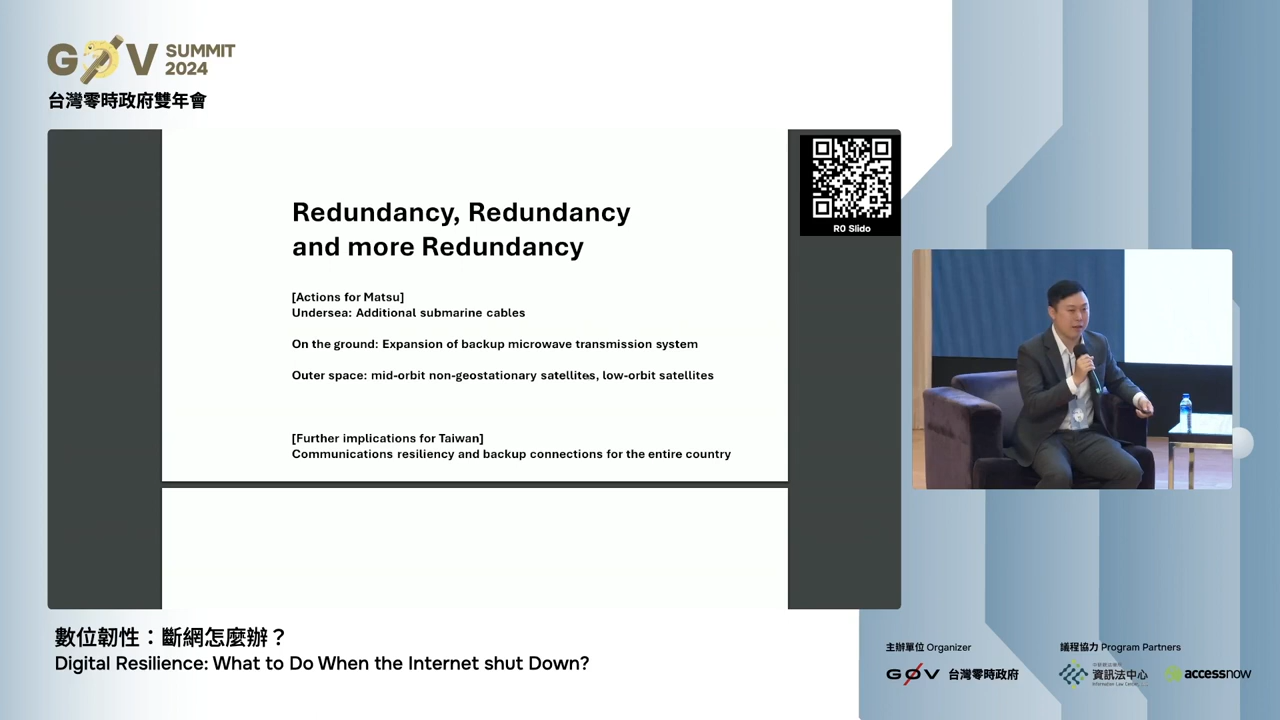 G0V SUMMIT 2024
台灣零時政府雙年會
Redundancy, Redundancy
and more Redundancy
[Actions for Matsu]
Undersea: Additional submarine cables
On the ground: Expansion of backup microwave transmission system
Outer space: mid-orbit non-geostationary satellites, low-orbit satellites
[Further implications for Taiwan]
Communications resiliency and backup connections for the entire country
R0 Slido
數位韌性：斷網怎麼辦？
Digital Resilience: What to Do When the Internet shut Down?
主辦單位 Organizer
G0V 台灣零時政府
議程協力 Program Partners
資訊法中心
accessnow